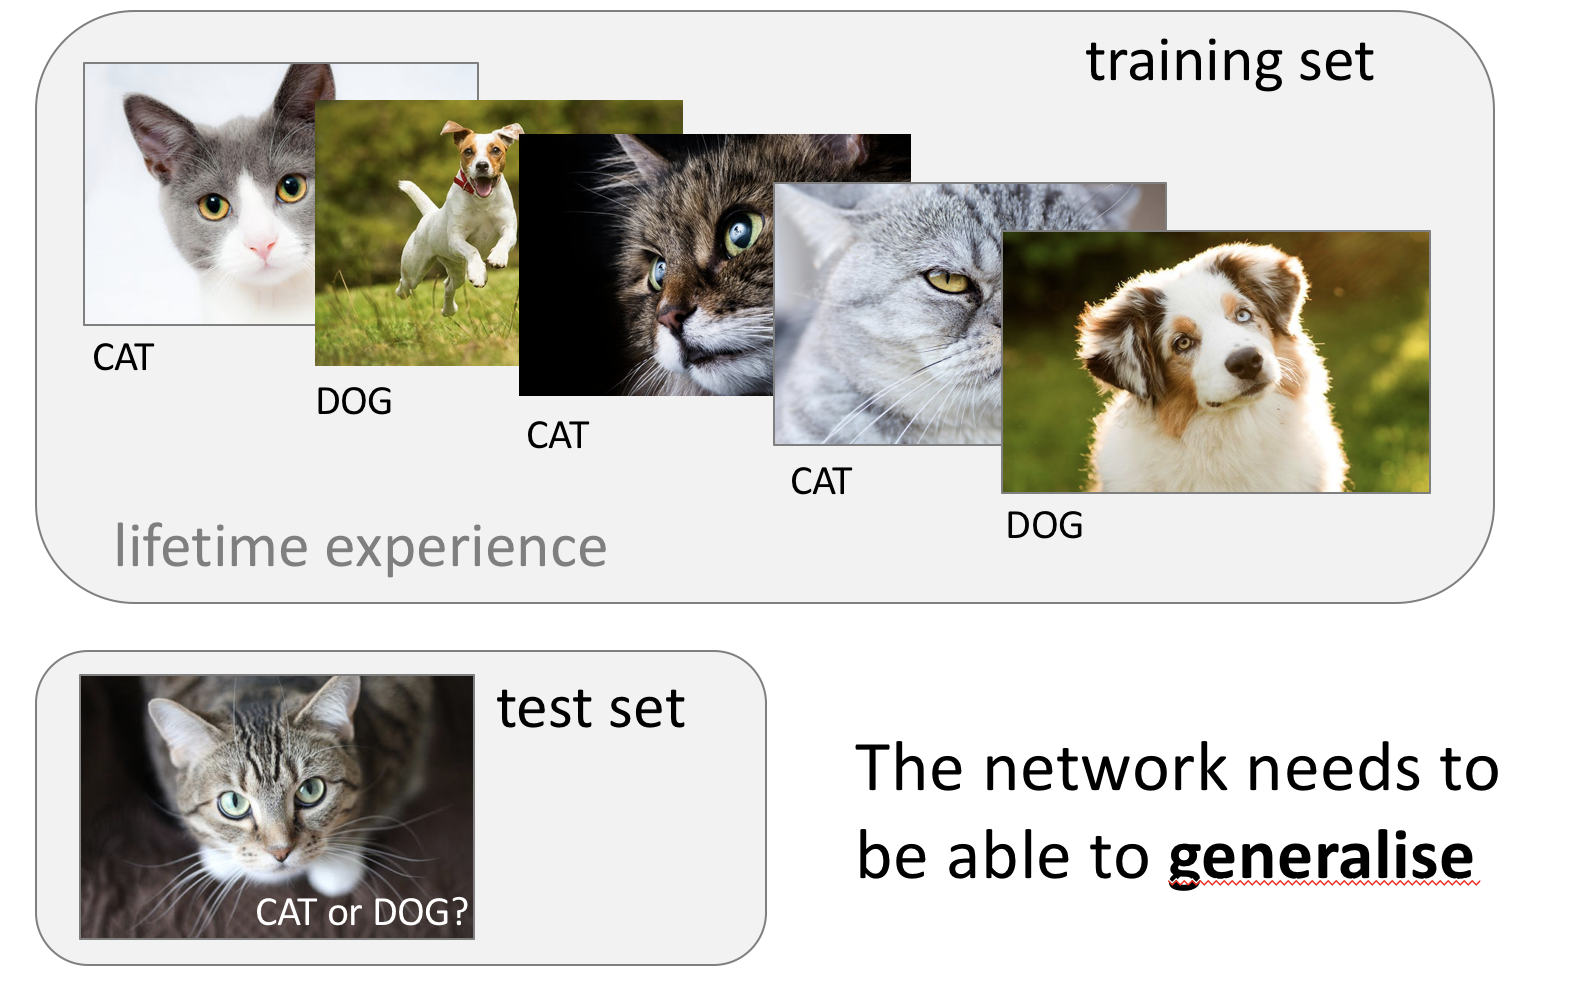 training set
CAT
DOG
CAT
CAT
DOG
lifetime experience
test set
CAT or DOG?
The network needs to
be able to generalise